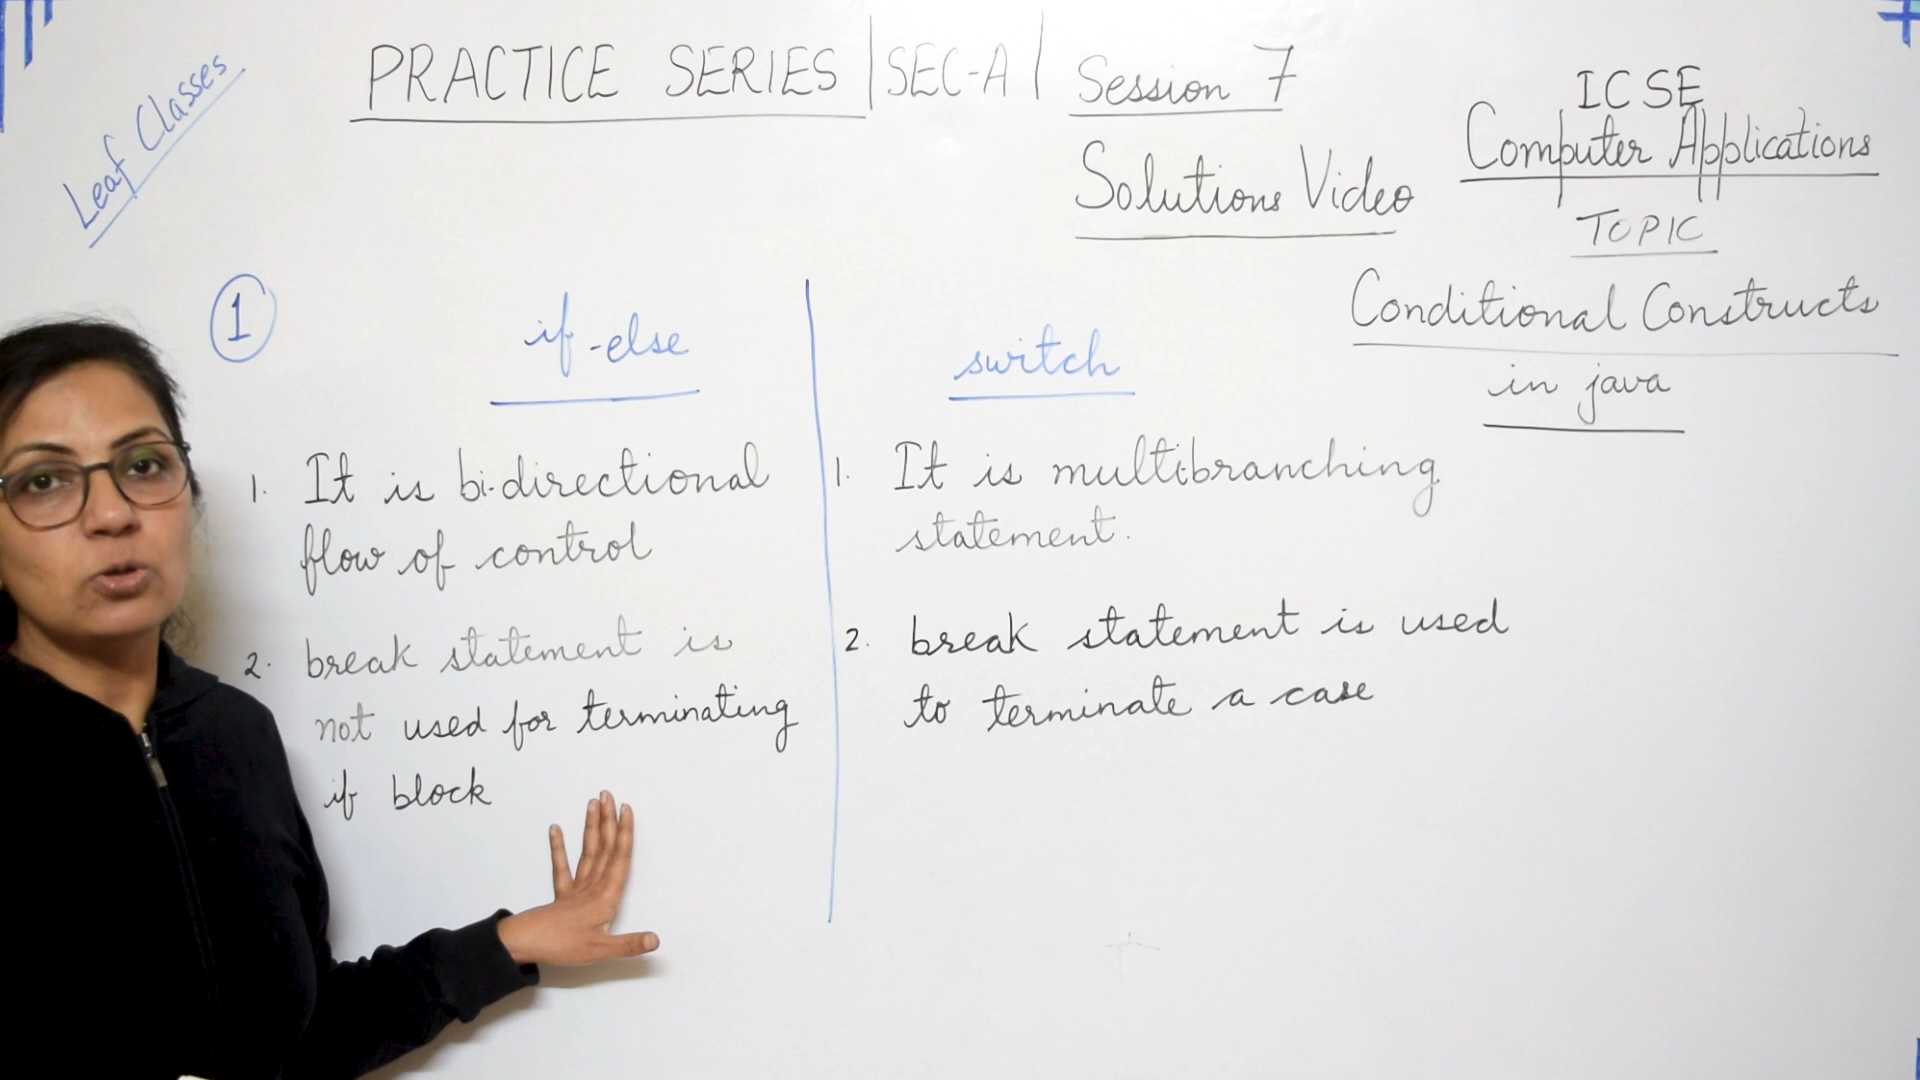 Leaf Classes
PRACTICE SERIES | SEC-A | Session 7
Solutions Video
ICSE
Computer Applications
TOPIC
Conditional Constructs
in java
1
if-else
1. It is bi-directional
flow of control
2. break statement is
not used for terminating
if block
switch
1. It is multibranching
statement.
2. break statement is used
to terminate a case